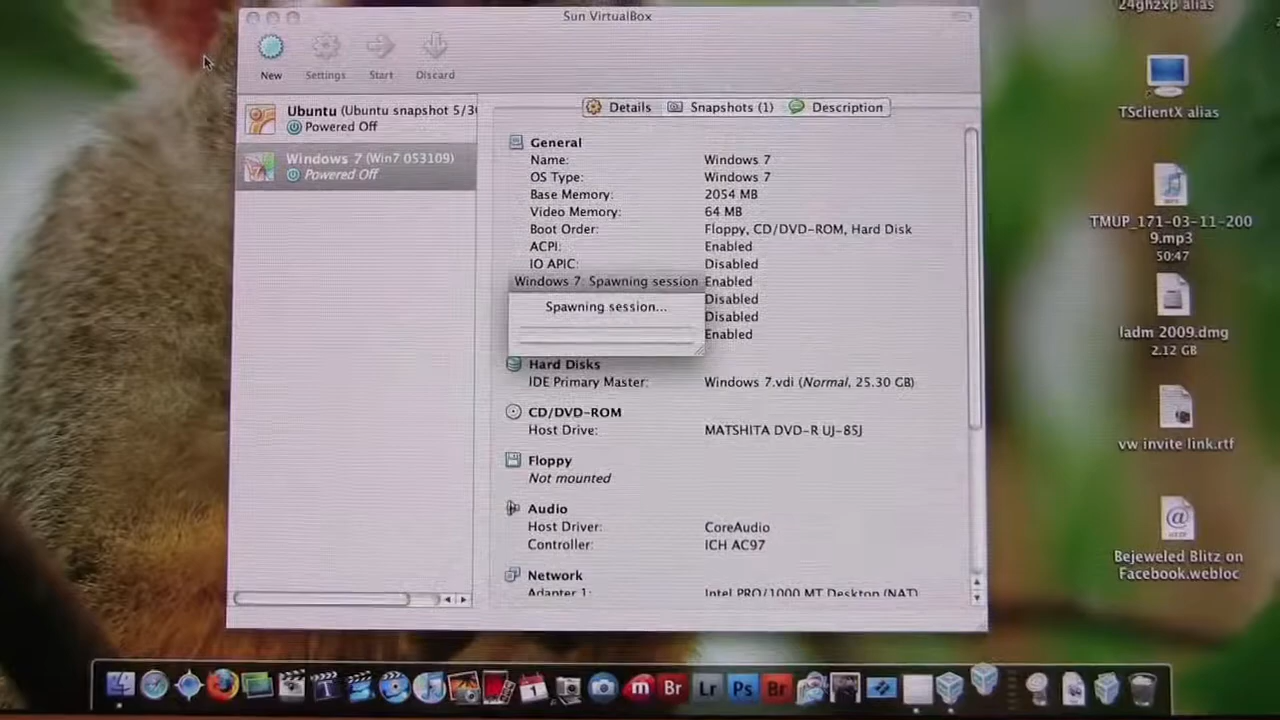 Sun VirtualBox
24ghzxp alias
New
Settings
Start
Discard
Details
Snapshots (1)
Description
Ubuntu (Ubuntu snapshot 5/3
Powered Off
Windows 7 (Win7 053109)
Powered Off
General
Name: Windows 7
OS Type: Windows 7
Base Memory: 2054 MB
Video Memory: 64 MB
Boot Order: Floppy, CD/DVD-ROM, Hard Disk
ACPI: Enabled
IO APIC: Disabled
Windows 7: Spawning session
Enabled
Spawning session...
Disabled
Disabled
Enabled
Hard Disks
IDE Primary Master: Windows 7.vdi (Normal, 25.30 GB)
CD/DVD-ROM
Host Drive: MATSHITA DVD-R UJ-85J
Floppy
Not mounted
Audio
Host Driver: CoreAudio
Controller: ICH AC97
Network
Adapter 1: Intel PRO/1000 MT Desktop (NAT)
TSclientX alias
TMUP_171-03-11-200
9.mp3
50:47
ladm 2009.dmg
2.12 GB
vw invite link.rtf
Bejeweled Blitz on
Facebook.webloc
T
1
m
Br
Lr
Ps
Br